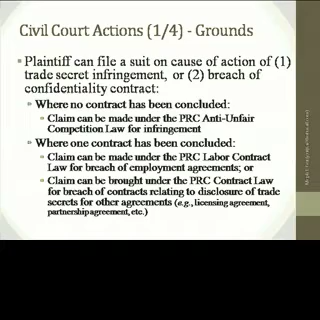 Civil Court Actions (1/4) - Grounds
Plaintiff can file a suit on cause of action of (1)
trade secret infringement, or (2) breach of
confidentiality contract:
Where no contract has been concluded:
Claim can be made under the PRC Anti-Unfair
Competition Law for infringement
Where one contract has been concluded:
Claim can be made under the PRC Labor Contract
Law for breach of employment agreements; or
Claim can be brought under the PRC Contract Law
for breach of contracts relating to disclosure of trade
secrets for other agreements (e.g., licensing agreement,
partnership agreement, etc.)